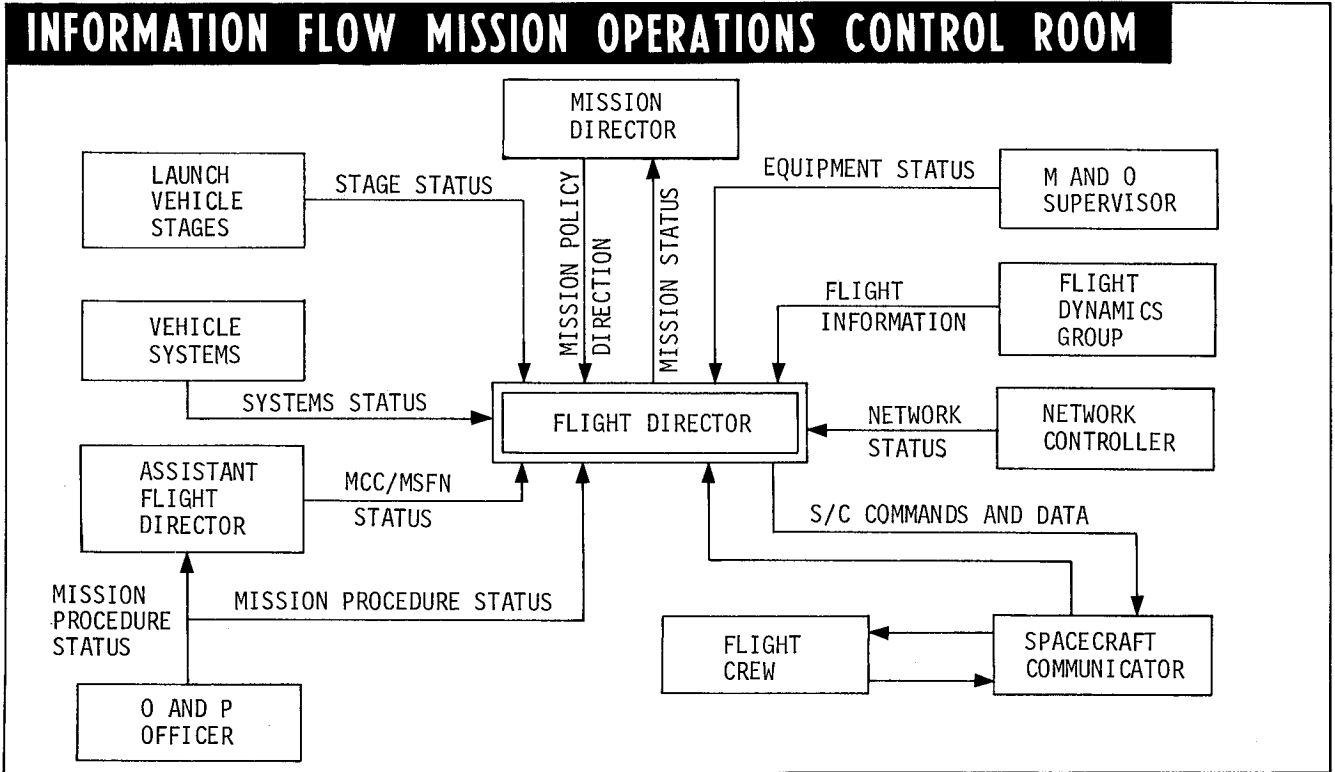 INFORMATION FLOW MISSION OPERATIONS CONTROL ROOM
MISSION
DIRECTOR
LAUNCH
VEHICLE
STAGES
STAGE STATUS
MISSION POLICY
DIRECTION
MISSION STATUS
EQUIPMENT STATUS
M AND O
SUPERVISOR
VEHICLE
SYSTEMS
SYSTEMS STATUS
FLIGHT
INFORMATION
FLIGHT
DYNAMICS
GROUP
FLIGHT DIRECTOR
NETWORK
STATUS
NETWORK
CONTROLLER
ASSISTANT
FLIGHT
DIRECTOR
MCC/MSFN
STATUS
S/C COMMANDS AND DATA
MISSION
PROCEDURE
STATUS
MISSION PROCEDURE STATUS
FLIGHT
CREW
SPACECRAFT
COMMUNICATOR
O AND P
OFFICER